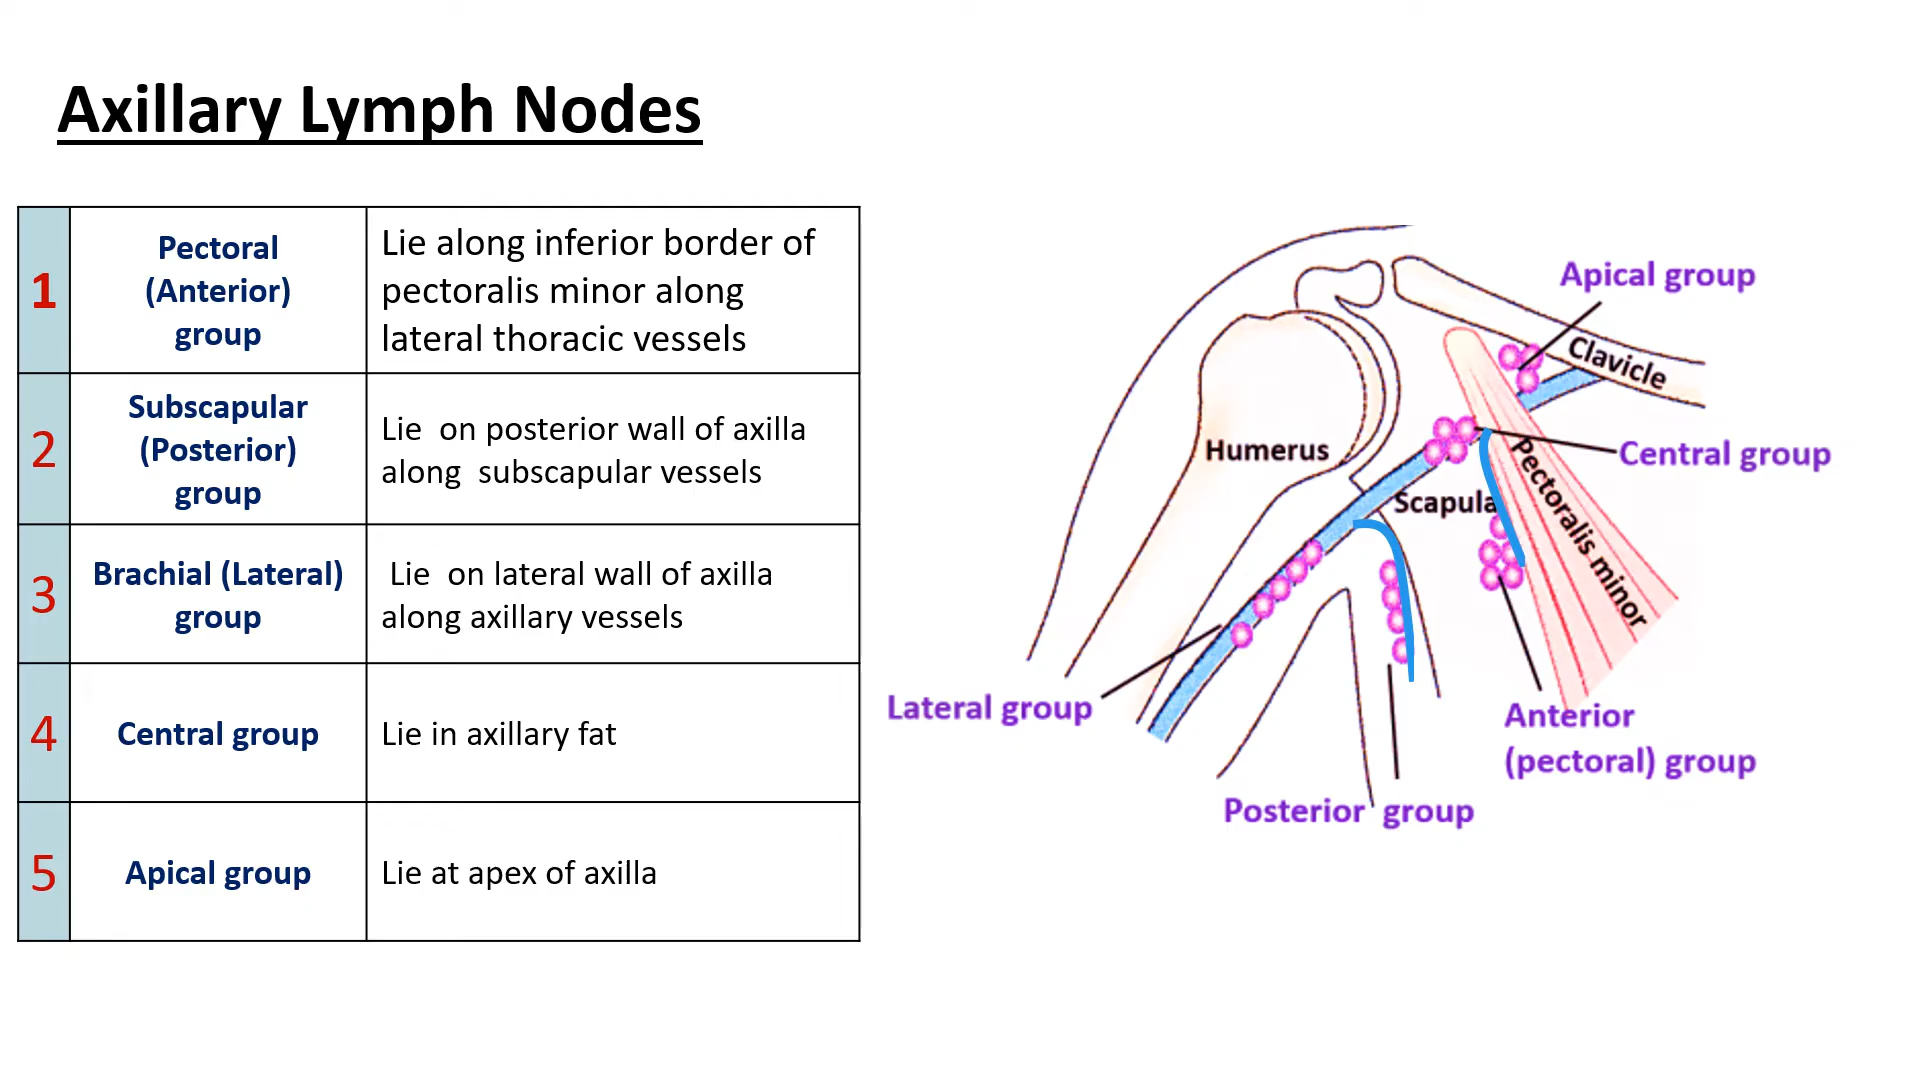 Axillary Lymph Nodes
1
Pectoral
(Anterior)
group
Lie along inferior border of
pectoralis minor along
lateral thoracic vessels
2
Subscapular
(Posterior)
group
Lie on posterior wall of axilla
along subscapular vessels
3
Brachial (Lateral)
group
Lie on lateral wall of axilla
along axillary vessels
4
Central group
Lie in axillary fat
5
Apical group
Lie at apex of axilla
Apical group
Clavicle
Humerus
Central group
Scapula
Pectoralis minor
Lateral group
Anterior
(pectoral) group
Posterior group